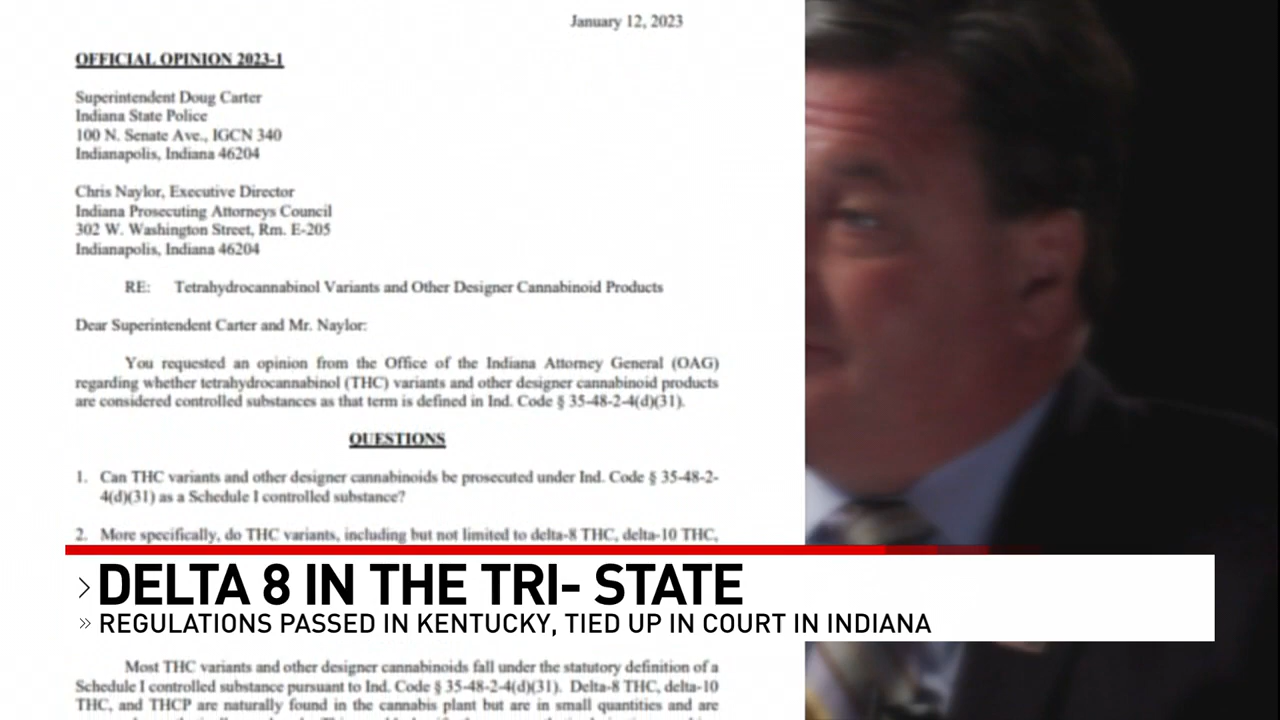 January 12, 2023
OFFICIAL OPINION 2023-1
Superintendent Doug Carter
Indiana State Police
100 N. Senate Ave., IGCN 340
Indianapolis, Indiana 46204
Chris Naylor, Executive Director
Indiana Prosecuting Attorneys Council
302 W. Washington Street, Rm. E-205
Indianapolis, Indiana 46204
RE: Tetrahydrocannabinol Variants and Other Designer Cannabinoid Products
Dear Superintendent Carter and Mr. Naylor:
You requested an opinion from the Office of the Indiana Attorney General (OAG)
regarding whether tetrahydrocannabinol (THC) variants and other designer cannabinoid products
are considered controlled substances as that term is defined in Ind. Code § 35-48-2-4(d)(31).
QUESTIONS
1. Can THC variants and other designer cannabinoids be prosecuted under Ind. Code § 35-48-2-
4(d)(31) as a Schedule I controlled substance?
2. More specifically, do THC variants, including but not limited to delta-8 THC, delta-10 THC,
› DELTA 8 IN THE TRI- STATE
» REGULATIONS PASSED IN KENTUCKY, TIED UP IN COURT IN INDIANA
Most THC variants and other designer cannabinoids fall under the statutory definition of a
Schedule I controlled substance pursuant to Ind. Code § 35-48-2-4(d)(31). Delta-8 THC, delta-10
THC, and THCP are naturally found in the cannabis plant but are in small quantities and are